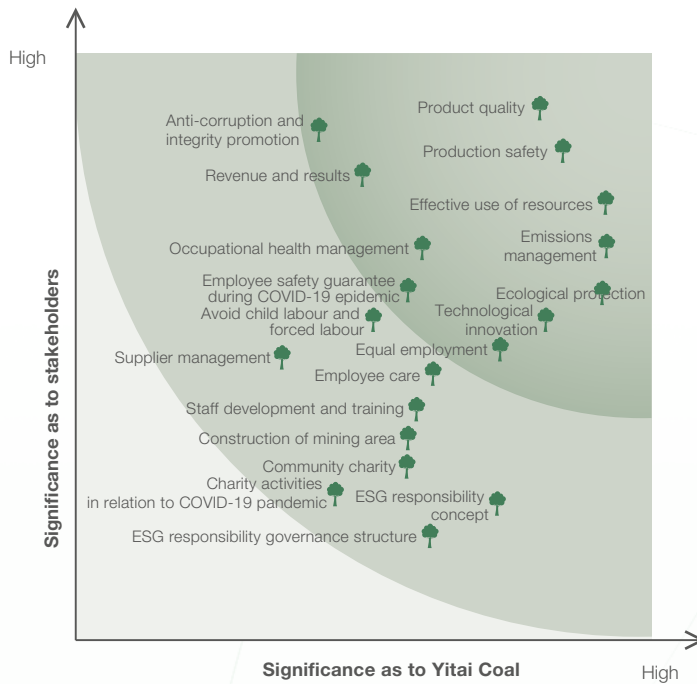 High
Product quality
Anti-corruption and
integrity promotion
Production safety
Revenue and results
Effective use of resources
Emissions
management
Occupational health management
Employee safety guarantee
during COVID-19 epidemic
Ecological protection
Avoid child labour and
forced labour
Technological
innovation
Equal employment
Supplier management
Employee care
Staff development and training
Construction of mining area
Community charity
Charity activities
in relation to COVID-19 pandemic
ESG responsibility
concept
ESG responsibility governance structure
Significance as to stakeholders
Significance as to Yitai Coal
High